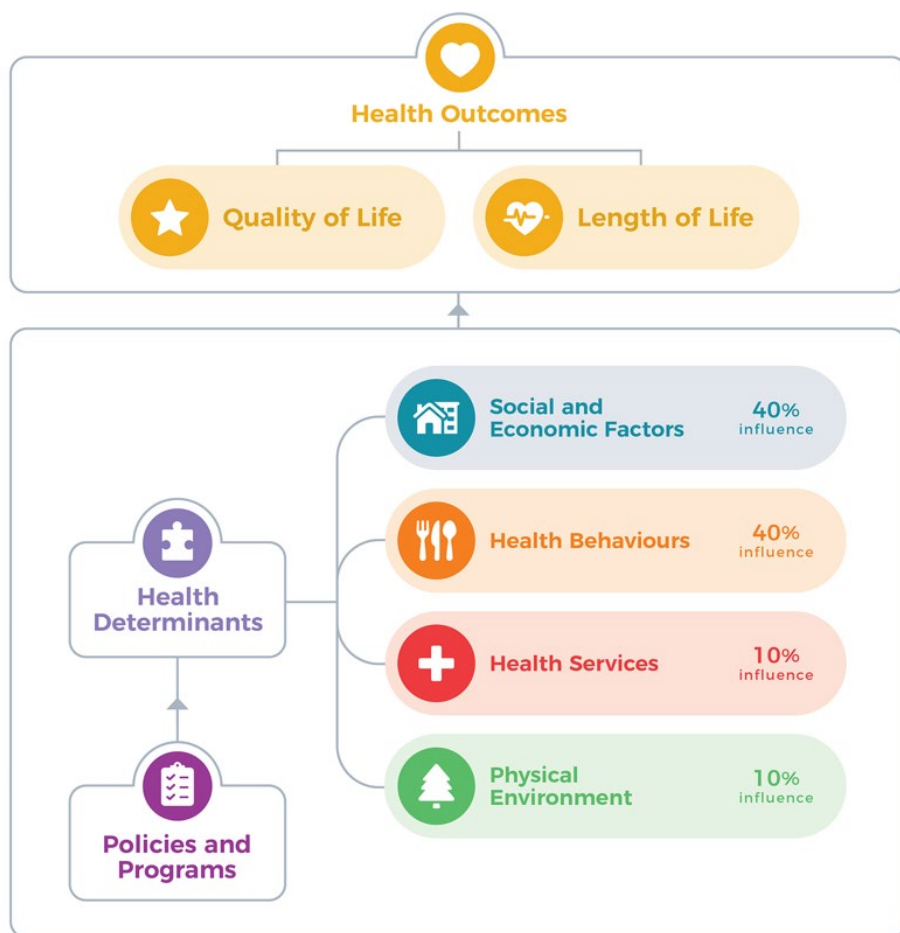 Health Outcomes
Quality of Life
Length of Life
Social and
Economic Factors
40%
influence
Health Behaviours
40%
influence
Health
Determinants
Health Services
10%
influence
Physical
Environment
10%
influence
Policies and
Programs